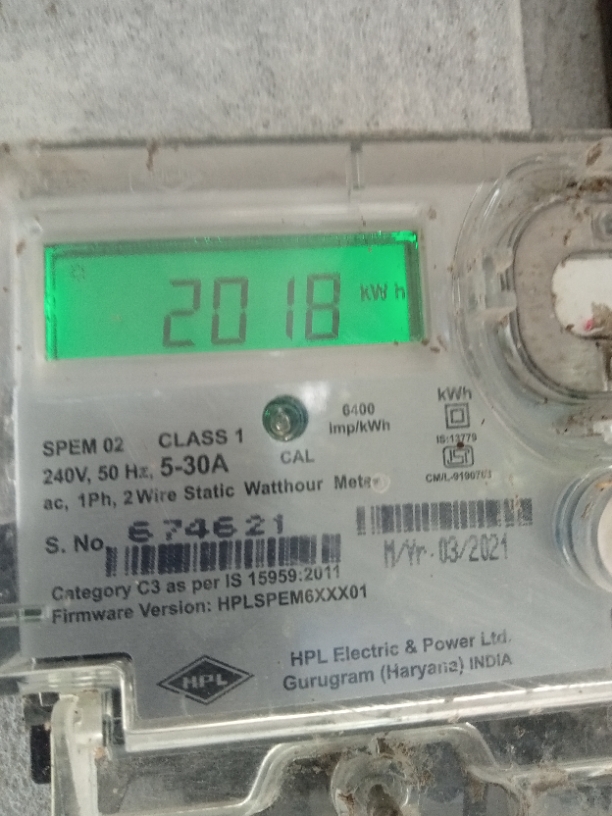 2018 kWh
6400
imp/kWh
kWh
SPEM 02 CLASS 1
CAL
IS:13779
240V, 50 Hz, 5-30A
ac, 1Ph, 2 Wire Static Watthour Meter
S. No. 674621
M/Yr. 03/2021
Category C3 as per IS 15959:2011
Firmware Version: HPLSPEM6XXX01
HPL
HPL Electric & Power Ltd.
Gurugram (Haryana) INDIA